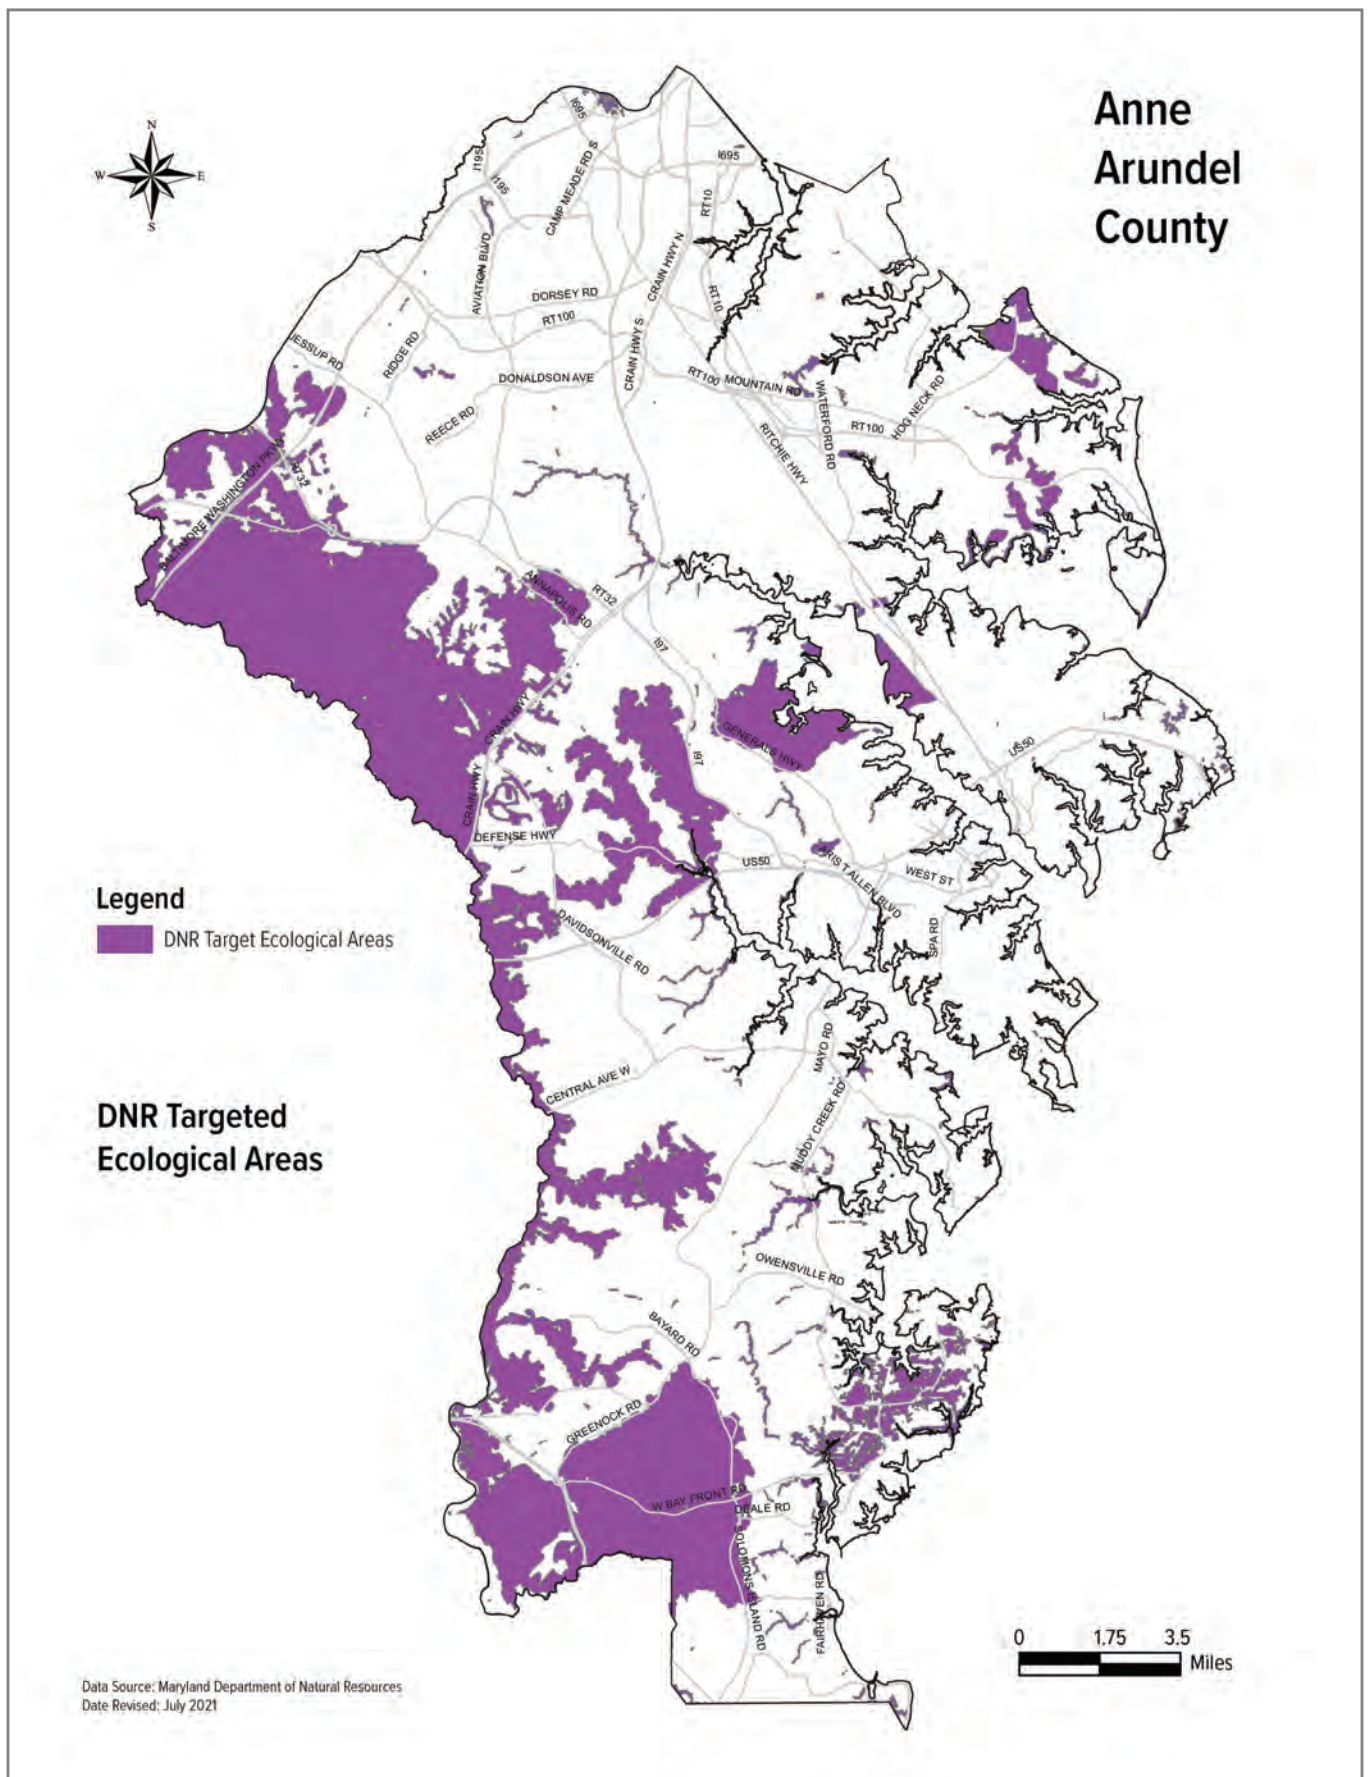 Anne
Arundel
County
N
W
E
S
I695
I195
I195
CAMP MEADE RD S
I695
RT10
AVIATION BLVD
CRAIN HWY N
DORSEY RD
RT10
RT100
JESSUP RD
RIDGE RD
CRAIN HWY S
DONALDSON AVE
RT100
MOUNTAIN RD
WATERFORD RD
HOG NECK RD
REECE RD
RT100
RITCHIE HWY
BALTIMORE WASHINGTON PKWY
RT32
ANNAPOLIS RD
RT32
I97
CRAIN HWY
GENERALS HWY
I97
US50
CRAIN HWY
DEFENSE HWY
US50
WEST ST
Legend
DNR Target Ecological Areas
DAVIDSONVILLE RD
SPA RD
MAYO RD
CENTRAL AVE W
MUDDY CREEK RD
DNR Targeted
Ecological Areas
OWENSVILLE RD
BAYARD RD
GREENOCK RD
W BAY FRONT RD
DEALE RD
SOLOMONS ISLAND RD
FAIRHAVEN RD
0 1.75 3.5
Miles
Data Source: Maryland Department of Natural Resources
Date Revised: July 2021